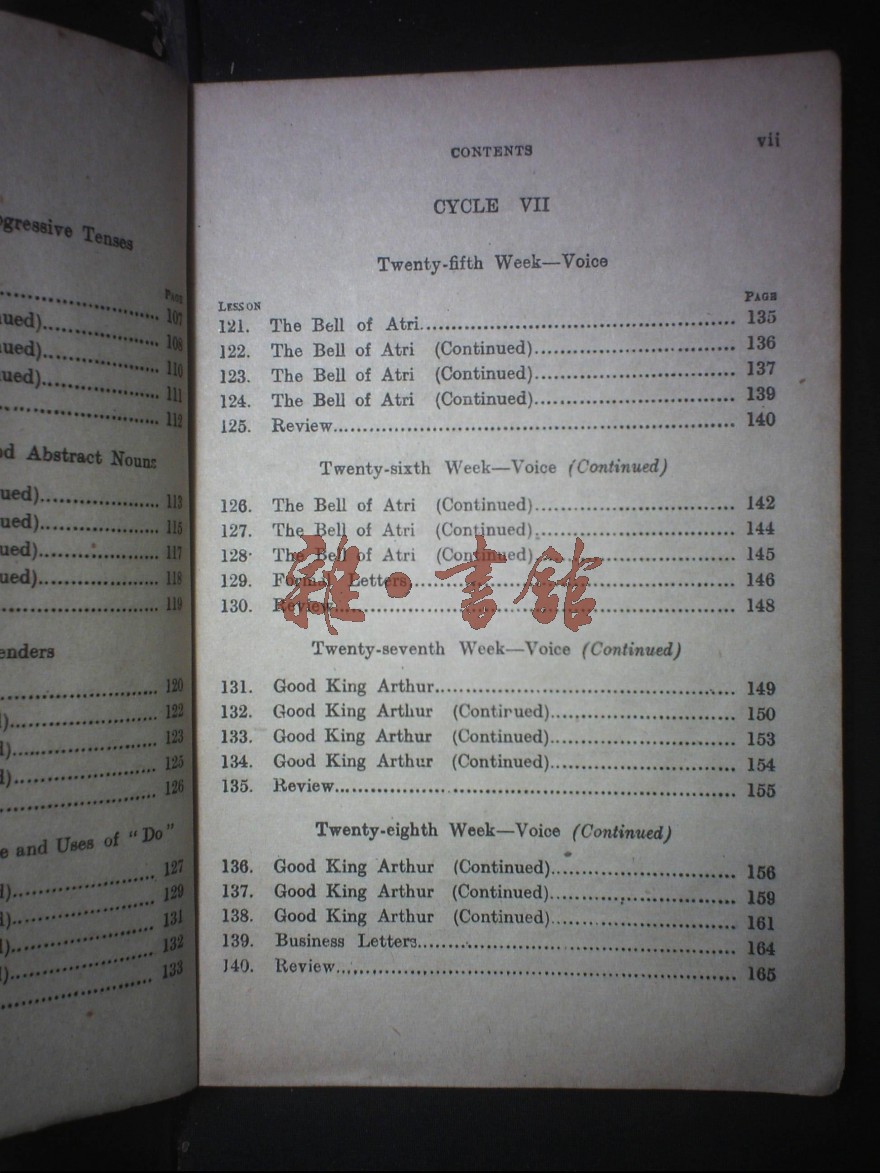 ogressive Tenses
PAGE
107
ued) 108
ued) 110
ued) 111
112
d Abstract Nouns
ued) 113
ued) 115
ued) 117
ued) 118
119
enders
120
) 122
) 123
) 125
126
e and Uses of "Do"
127
) 129
) 131
) 132
) 133
CONTENTS
vii
CYCLE VII
Twenty-fifth Week—Voice
LESSON PAGE
121. The Bell of Atri 135
122. The Bell of Atri (Continued) 136
123. The Bell of Atri (Continued) 137
124. The Bell of Atri (Continued) 139
125. Review 140
Twenty-sixth Week—Voice (Continued)
126. The Bell of Atri (Continued) 142
127. The Bell of Atri (Continued) 144
128. The Bell of Atri (Continued) 145
129. Formal Letters 146
130. Review 148
雜·書館
Twenty-seventh Week—Voice (Continued)
131. Good King Arthur 149
132. Good King Arthur (Continued) 150
133. Good King Arthur (Continued) 153
134. Good King Arthur (Continued) 154
135. Review 155
Twenty-eighth Week—Voice (Continued)
136. Good King Arthur (Continued) 156
137. Good King Arthur (Continued) 159
138. Good King Arthur (Continued) 161
139. Business Letters 164
140. Review 165